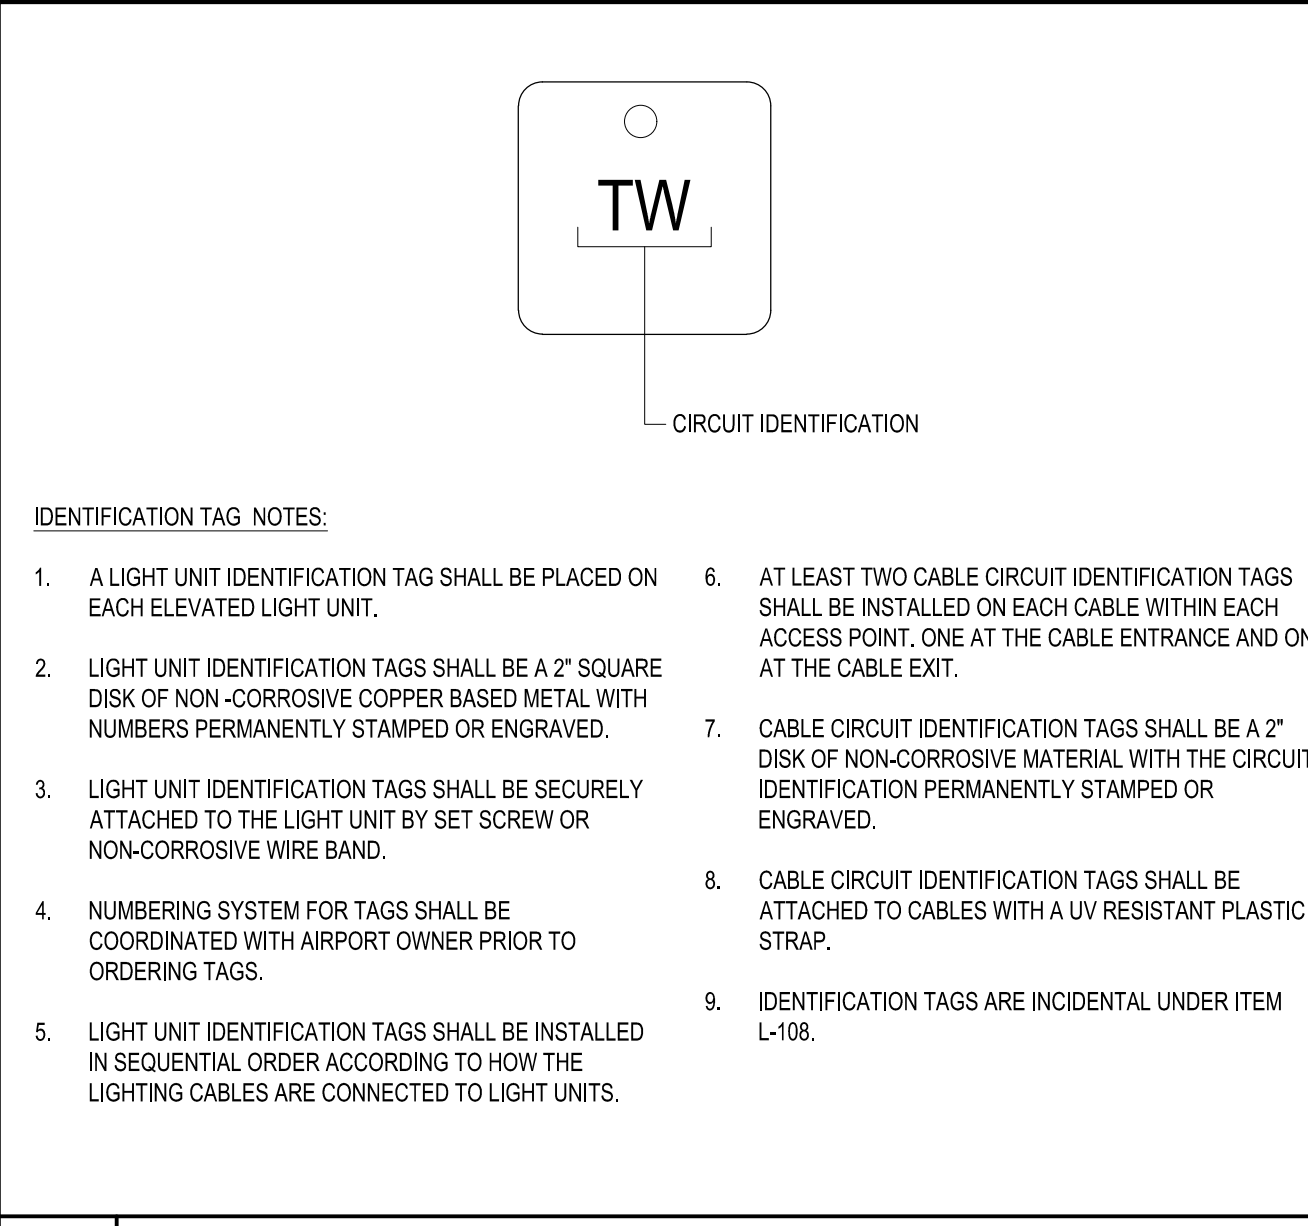 TW
CIRCUIT IDENTIFICATION
IDENTIFICATION TAG NOTES:
1. A LIGHT UNIT IDENTIFICATION TAG SHALL BE PLACED ON
EACH ELEVATED LIGHT UNIT.
2. LIGHT UNIT IDENTIFICATION TAGS SHALL BE A 2" SQUARE
DISK OF NON -CORROSIVE COPPER BASED METAL WITH
NUMBERS PERMANENTLY STAMPED OR ENGRAVED.
3. LIGHT UNIT IDENTIFICATION TAGS SHALL BE SECURELY
ATTACHED TO THE LIGHT UNIT BY SET SCREW OR
NON-CORROSIVE WIRE BAND.
4. NUMBERING SYSTEM FOR TAGS SHALL BE
COORDINATED WITH AIRPORT OWNER PRIOR TO
ORDERING TAGS.
5. LIGHT UNIT IDENTIFICATION TAGS SHALL BE INSTALLED
IN SEQUENTIAL ORDER ACCORDING TO HOW THE
LIGHTING CABLES ARE CONNECTED TO LIGHT UNITS.
6. AT LEAST TWO CABLE CIRCUIT IDENTIFICATION TAGS
SHALL BE INSTALLED ON EACH CABLE WITHIN EACH
ACCESS POINT. ONE AT THE CABLE ENTRANCE AND
AT THE CABLE EXIT.
7. CABLE CIRCUIT IDENTIFICATION TAGS SHALL BE A 2"
DISK OF NON-CORROSIVE MATERIAL WITH THE CIRCUIT
IDENTIFICATION PERMANENTLY STAMPED OR
ENGRAVED.
8. CABLE CIRCUIT IDENTIFICATION TAGS SHALL BE
ATTACHED TO CABLES WITH A UV RESISTANT PLASTIC
STRAP.
9. IDENTIFICATION TAGS ARE INCIDENTAL UNDER ITEM
L-108.